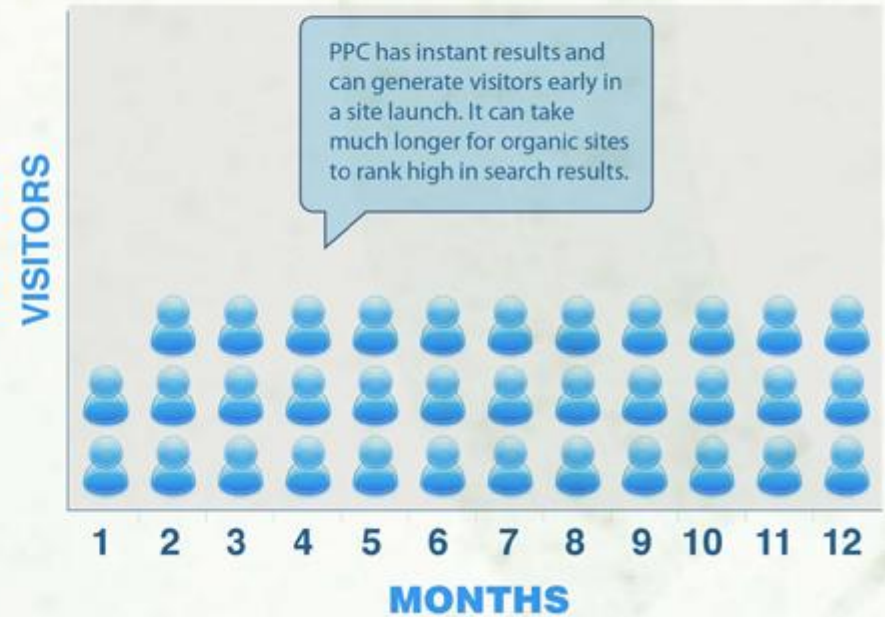 PPC has instant results and
can generate visitors early in
a site launch. It can take
much longer for organic sites
to rank high in search results.
VISITORS
1 2 3 4 5 6 7 8 9 10 11 12
MONTHS